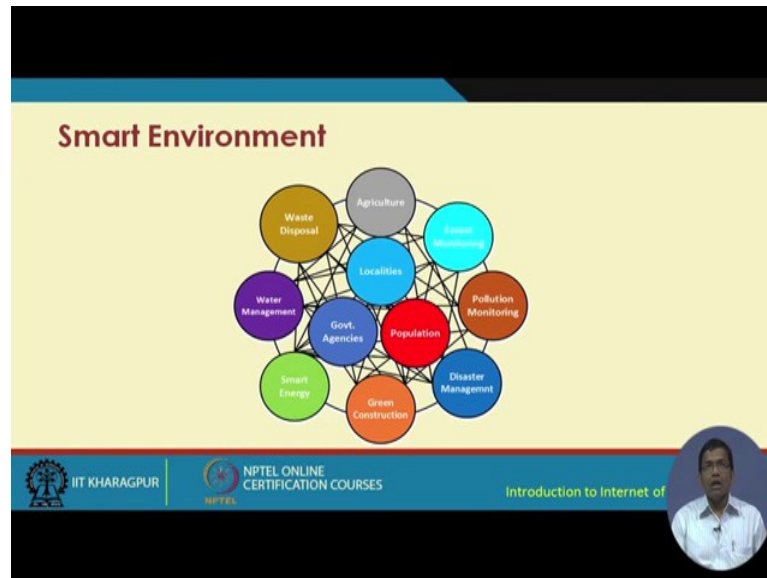 Smart Environment
Agriculture
Waste
Disposal
Forest
Monitoring
Localities
Water
Management
Pollution
Monitoring
Govt.
Agencies
Population
Smart
Energy
Disaster
Managemnt
Green
Construction
IIT KHARAGPUR
NPTEL
NPTEL ONLINE
CERTIFICATION COURSES
Introduction to Internet of